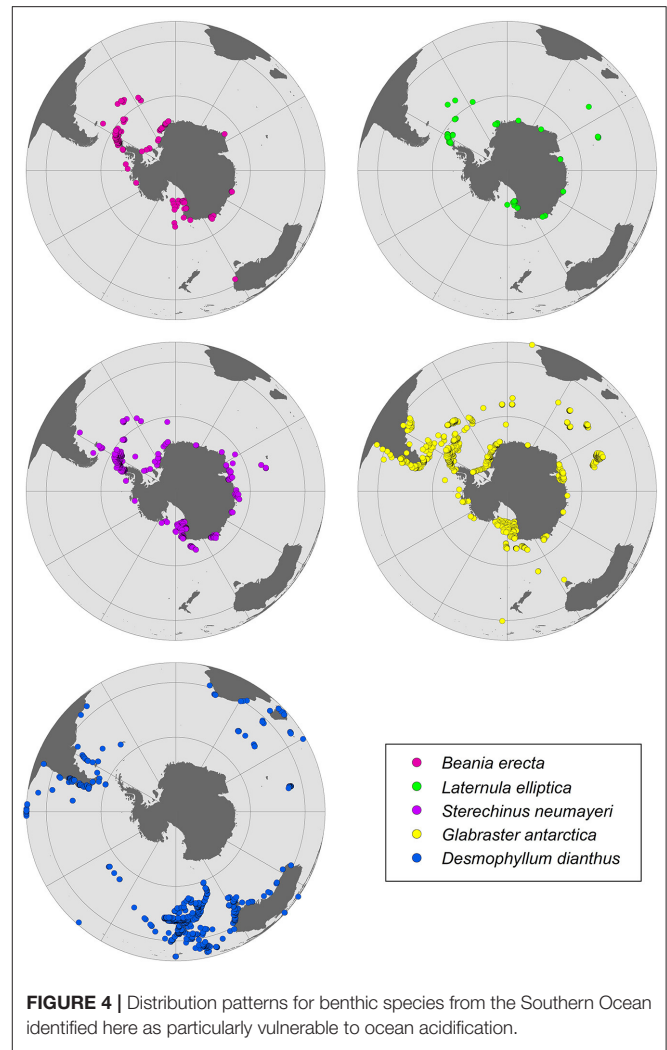 Beania erecta
Laternula elliptica
Sterechinus neumayeri
Glabraster antarctica
Desmophyllum dianthus
FIGURE 4 | Distribution patterns for benthic species from the Southern Ocean
identified here as particularly vulnerable to ocean acidification.